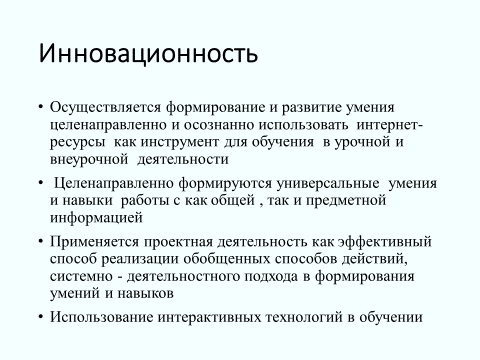 Инновационность
• Осуществляется формирование и развитие умения
целенаправленно и осознанно использовать интернет-
ресурсы как инструмент для обучения в урочной и
внеурочной деятельности
• Целенаправленно формируются универсальные умения
и навыки работы с как общей , так и предметной
информацией
• Применяется проектная деятельность как эффективный
способ реализации обобщенных способов действий,
системно - деятельностного подхода в формирования
умений и навыков
• Использование интерактивных технологий в обучении